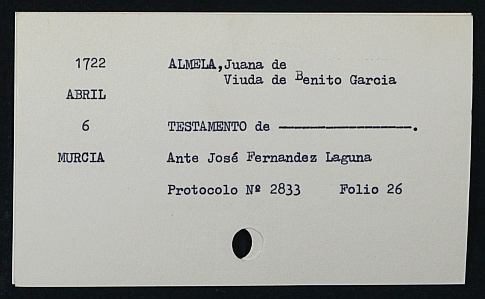 1722 ALMELA, Juana de
Viuda de Benito Garcia
ABRIL
6 TESTAMENTO de ————————.
MURCIA Ante José Fernandez Laguna
Protocolo Nº 2833 Folio 26